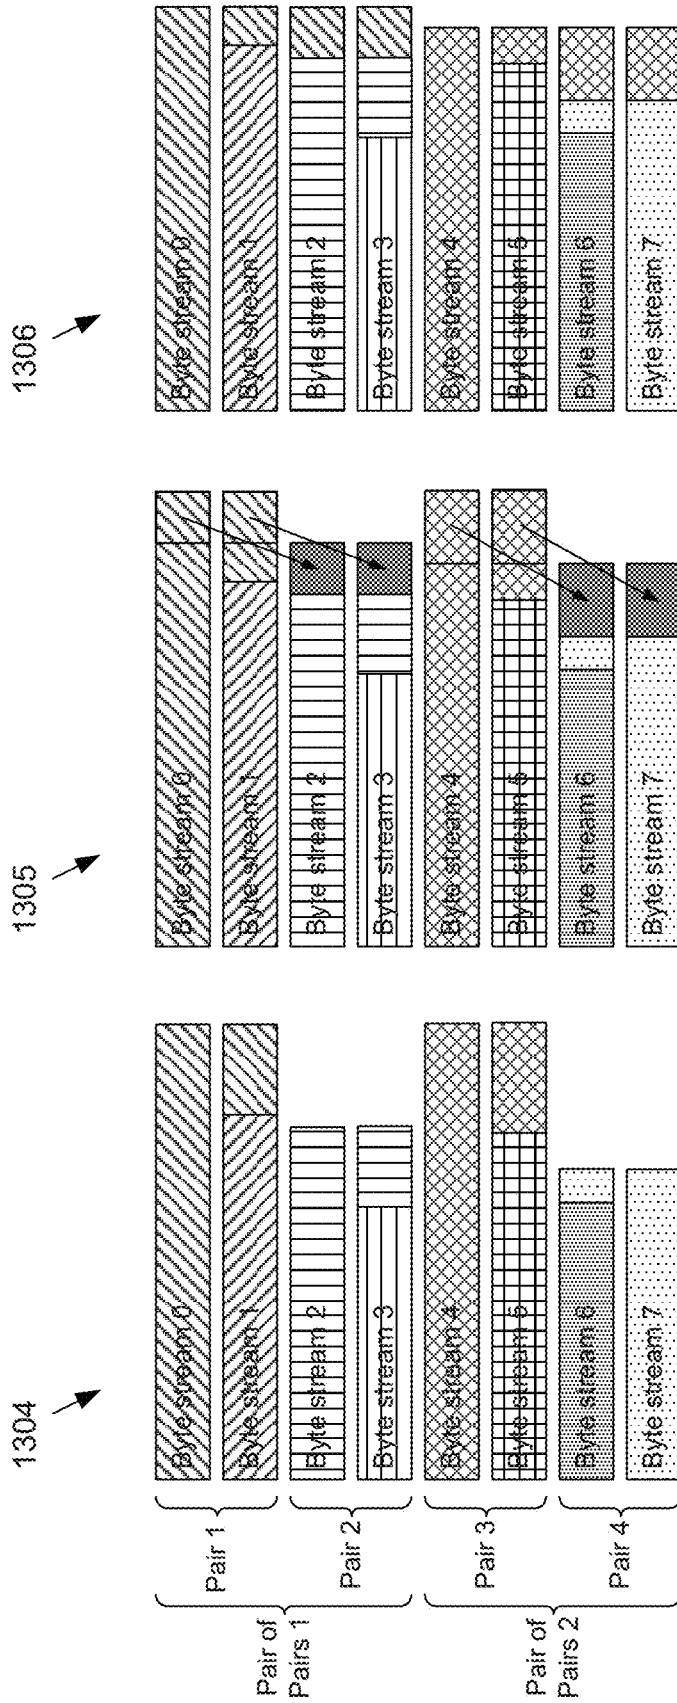 1304
1305
1306
Pair of
Pairs 1
Pair 1
Byte stream 0
Byte stream 0
Byte stream 0
Byte stream 1
Byte stream 1
Byte stream 1
Pair 2
Byte stream 2
Byte stream 2
Byte stream 2
Byte stream 3
Byte stream 3
Byte stream 3
Pair of
Pairs 2
Pair 3
Byte stream 4
Byte stream 4
Byte stream 4
Byte stream 5
Byte stream 5
Byte stream 5
Pair 4
Byte stream 6
Byte stream 6
Byte stream 6
Byte stream 7
Byte stream 7
Byte stream 7